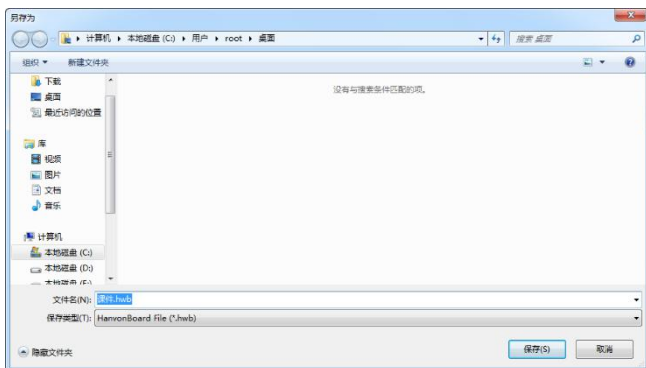 另存为
计算机 ▸ 本地磁盘 (C:) ▸ 用户 ▸ root ▸ 桌面
搜索 桌面
组织 新建文件夹
下载
桌面
最近访问的位置
没有与搜索条件匹配的项。
库
视频
图片
文档
音乐
计算机
本地磁盘 (C:)
本地磁盘 (D:)
本地磁盘 (E:)
文件名(N): 课件.hwb
保存类型(T): HanvonBoard File (*.hwb)
隐藏文件夹
保存(S) 取消